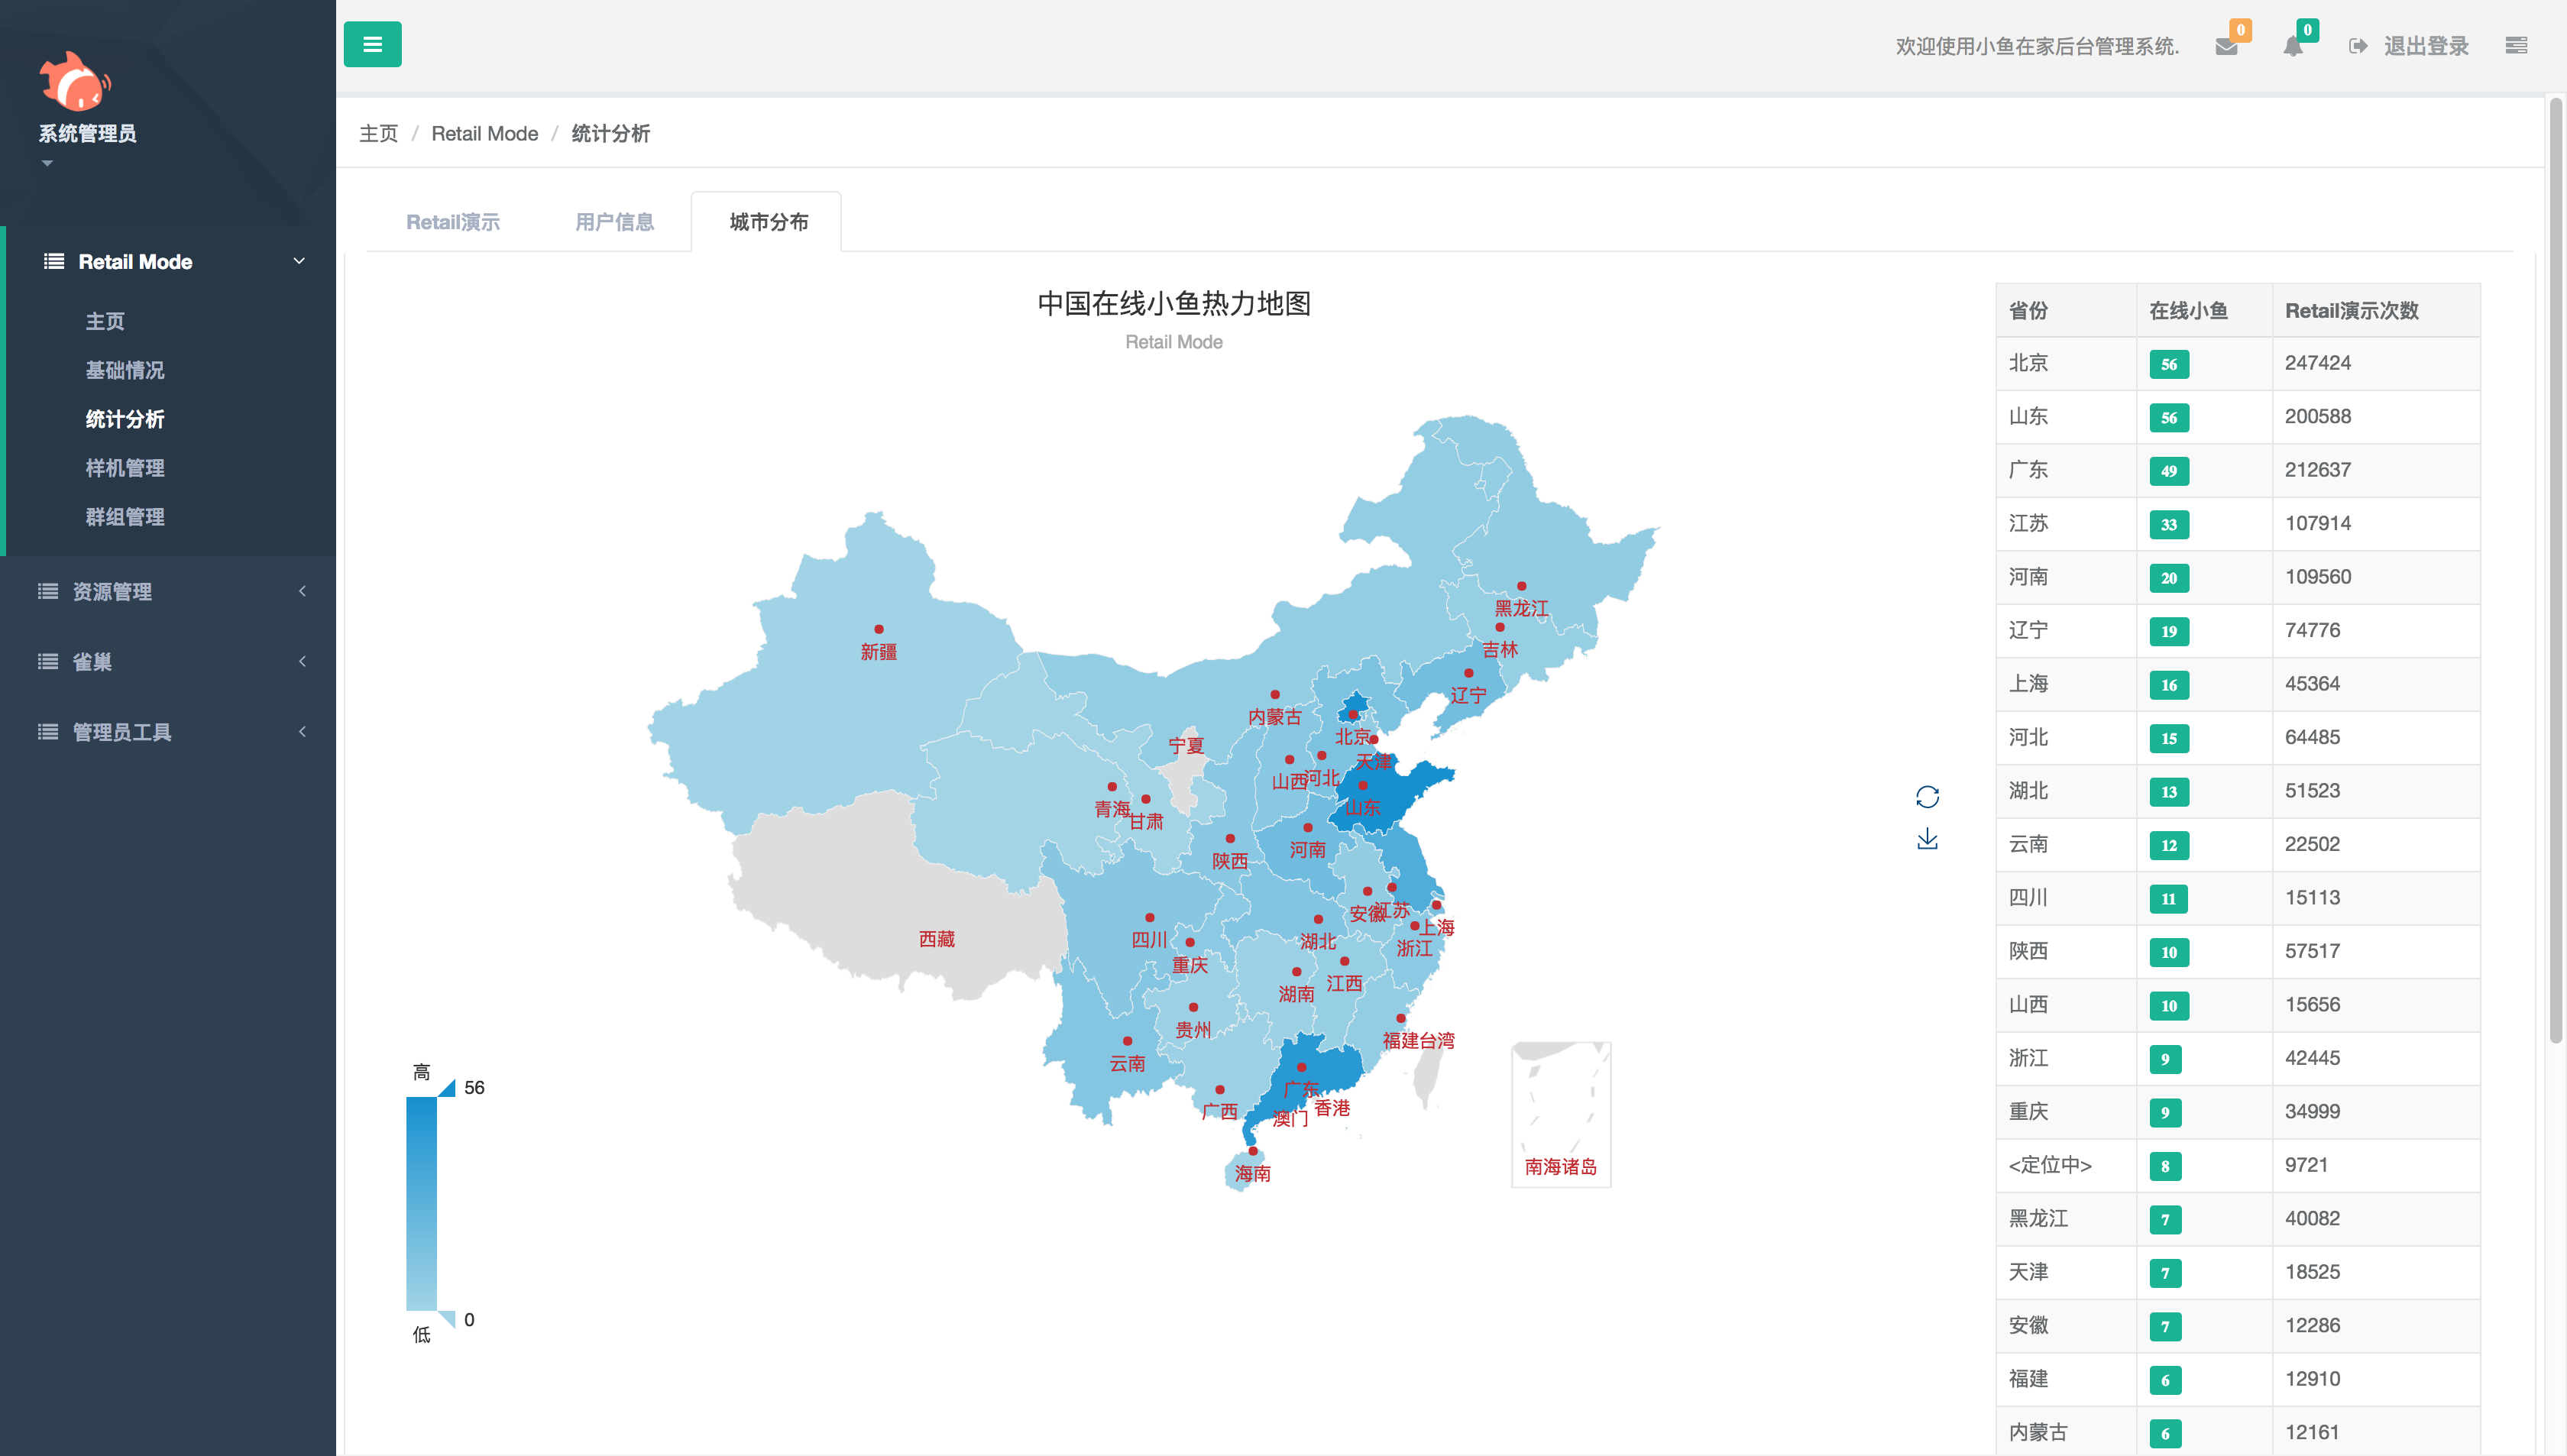 系统管理员
Retail Mode
主页
基础情况
统计分析
样机管理
群组管理
资源管理
雀巢
管理员工具
欢迎使用小鱼在家后台管理系统.
0
0
退出登录
主页 / Retail Mode / 统计分析
Retail演示 用户信息 城市分布
中国在线小鱼热力地图
Retail Mode
黑龙江
吉林
新疆
辽宁
内蒙古
北京
宁夏
天津
山西
河北
青海
山东
甘肃
河南
陕西
安徽
江苏
上海
西藏
四川
湖北
浙江
重庆
江西
湖南
贵州
福建
台湾
云南
广东
香港
广西
澳门
南海诸岛
海南
高
56
0
低
省份 在线小鱼 Retail演示次数
北京 56 247424
山东 56 200588
广东 49 212637
江苏 33 107914
河南 20 109560
辽宁 19 74776
上海 16 45364
河北 15 64485
湖北 13 51523
云南 12 22502
四川 11 15113
陕西 10 57517
山西 10 15656
浙江 9 42445
重庆 9 34999
<定位中> 8 9721
黑龙江 7 40082
天津 7 18525
安徽 7 12286
福建 6 12910
内蒙古 6 12161